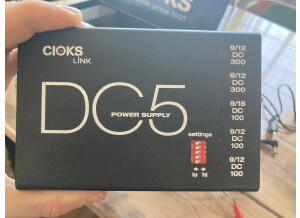 CIOKS
CIOKS
LINK
DC5
POWER SUPPLY
settings
lo
hi
9/12
DC
300
9/12
DC
300
9/18
DC
100
9/12
DC
100
9/12
DC
100